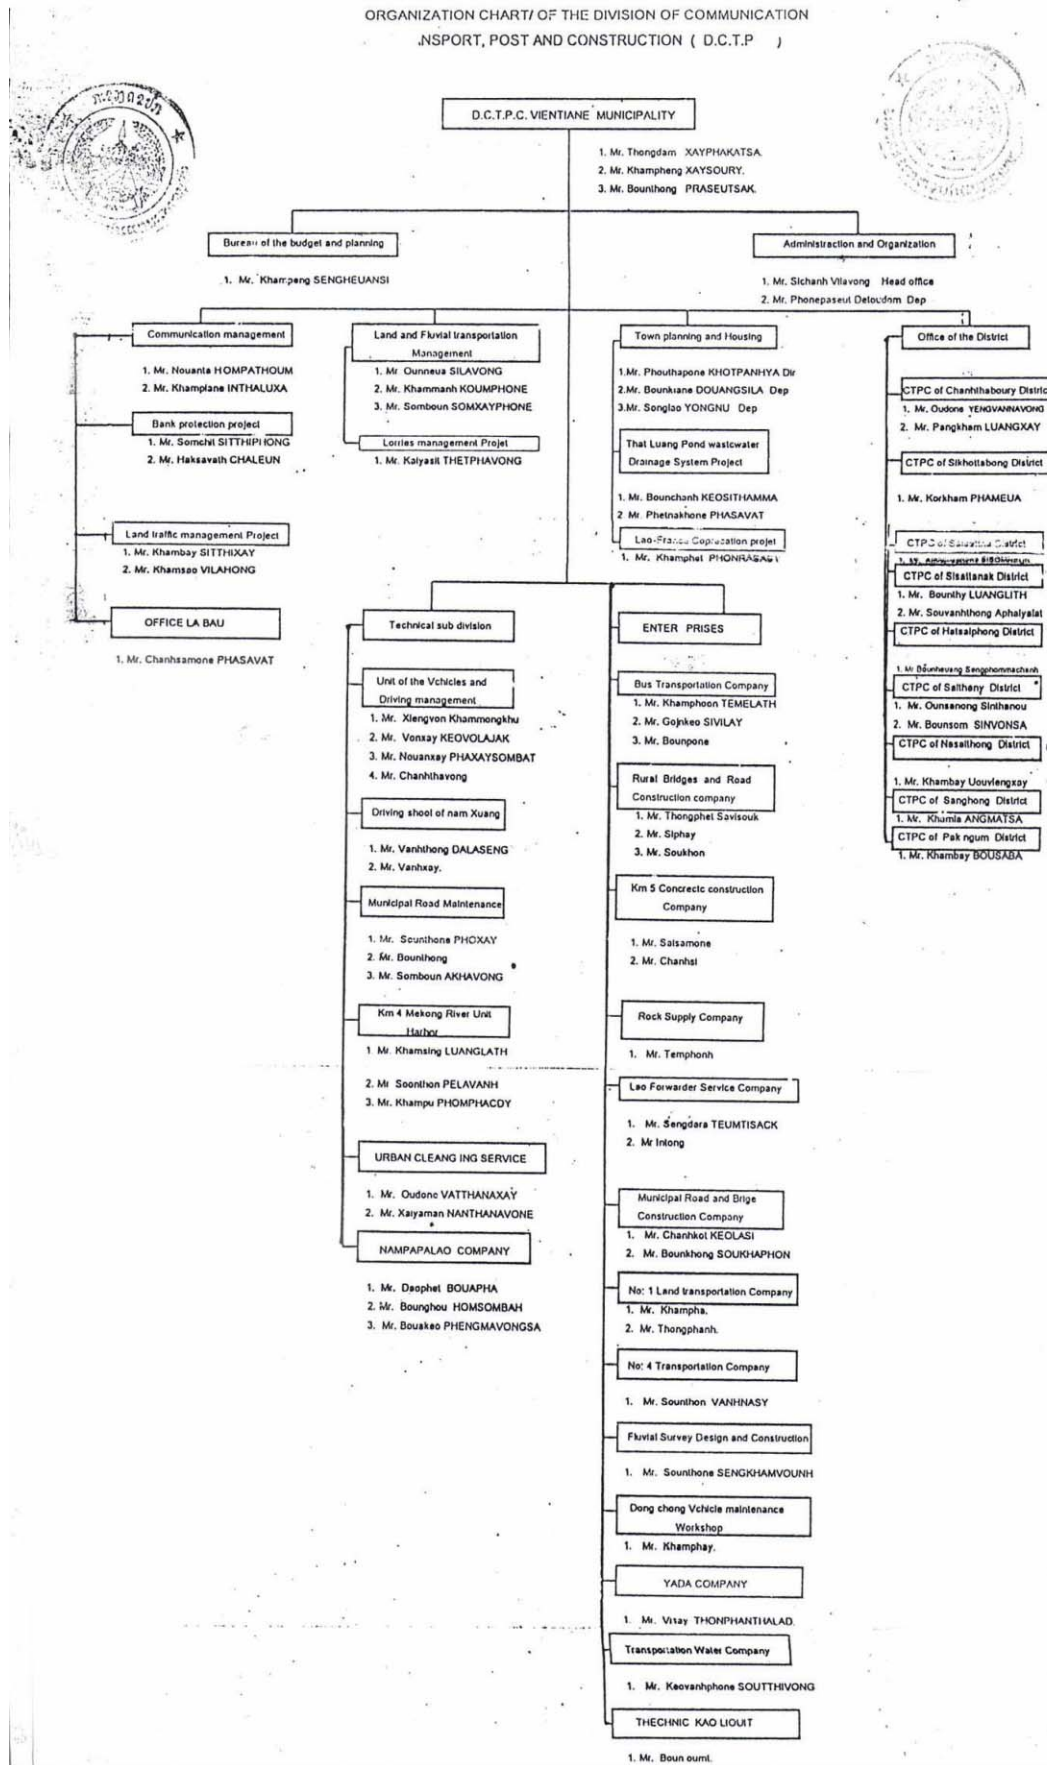 ORGANIZATION CHART/ OF THE DIVISION OF COMMUNICATION
.NSPORT, POST AND CONSTRUCTION ( D.C.T.P )
D.C.T.P.C. VIENTIANE MUNICIPALITY
1. Mr. Thongdam XAYPHAKATSA
2. Mr. Khampheng XAYSOURY.
3. Mr. Bounthong PRASEUTSAK.
Bureau of the budget and planning
1. Mr. Khampeng SENGHEUANSI
Administraction and Organization
1. Mr. Sichanh Vilavong Head office
2. Mr. Phonepaseut Deloudom Dep
Communication management
1. Mr. Nouanta HOMPATHOUM
2. Mr. Khamplane INTHALUXA
Bank protection project
1. Mr. Somchit SITTHIPHONG
2. Mr. Haksavath CHALEUN
Land traffic management Project
1. Mr. Khambay SITTHIXAY
2. Mr. Khamsao VILAHONG
OFFICE LA BAU
1. Mr. Chanhsamone PHASAVAT
Land and Fluvial transportation
Management
1. Mr Ounneua SILAVONG
2. Mr. Khammanh KOUMPHONE
3. Mr. Somboun SOMXAYPHONE
Lorries management Projet
1. Mr. Kaiyasit THETPHAVONG
Town planning and Housing
1.Mr. Phouthapone KHOTPANHYA Dir
2.Mr. Bounkiane DOUANGSILA Dep
3.Mr. Songlao YONGNU Dep
That Luang Pond wastewater
Drainage System Project
1. Mr. Bounchanh KEOSITHAMMA
2 Mr. Phetnakhone PHASAVAT
Lao-France Copracation projet
1. Mr. Khamphet
Office of the District
CTPC of Chanhthaboury Distric
1. Mr. Oudone YENGVANNAVONG
2. Mr. Pangkham LUANGXAY
CTPC of Sikhottabong District
1. Mr. Korkham PHAMEUA
CTPC of District
CTPC of Sisattanak District
1. Mr. Bounthy LUANGLITH
2. Mr. Souvanhthong Aphalyalat
CTPC of Hatsaiphong District
1. Mr Bounheuang Sengphommachanh
CTPC of Saitheny District
1. Mr. Ounsanong Sinthanou
2. Mr. Bounsom SINVONSA
CTPC of Nasaithong District
1. Mr. Khambay Uouvlengxay
CTPC of Sanghong District
1. Mr. Khamla ANGMATSA
CTPC of Pak ngum District
1. Mr. Khambay BOUSABA
Technical sub division
Unit of the Vehicles and
Driving management
1. Mr. Xiengvon Khammongkhu
2. Mr. Vonxay KEOVOLAJAK
3. Mr. Nouanxay PHAXAYSOMBAT
4. Mr. Chanhthavong
Driving shool of nam Xuang
1. Mr. Vanhthong DALASENG
2. Mr. Vanhxay.
Municipal Road Maintenance
1. Mr. Sounthone PHOXAY
2. Mr. Bounthong
3. Mr. Somboun AKHAVONG
Km 4 Mekong River Unit
Harbor
1 Mr. Khamsing LUANGLATH
2. Mr Soonthon PELAVANH
3. Mr. Khampu PHOMPHACDY
URBAN CLEANG ING SERVICE
1. Mr. Oudone VATTHANAXAY
2. Mr. Xaiyaman NANTHANAVONE
NAMPAPALAO COMPANY
1. Mr. Daophet BOUAPHA
2. Mr. Bounghou HOMSOMBAH
3. Mr. Bouakeo PHENGMAVONGSA
ENTER PRISES
Bus Transportation Company
1. Mr. Khamphoon TEMELATH
2. Mr. Gojnkeo SIVILAY
3. Mr. Bounpone
Rural Bridges and Road
Construction company
1. Mr. Thongphet Savisouk
2. Mr. Siphay
3. Mr. Soukhon
Km 5 Concrecte construction
Company
1. Mr. Saisamone
2. Mr. Chanhsi
Rock Supply Company
1. Mr. Temphonh
Lao Forwarder Service Company
1. Mr. Sengdara TEUMTISACK
2. Mr Intong
Municipal Road and Brige
Construction Company
1. Mr. Chanhkot KEOLASI
2. Mr. Bounkhong SOUKHAPHON
No: 1 Land transportation Company
1. Mr. Khampha.
2. Mr. Thongphanh.
No: 4 Transportation Company
1. Mr. Sounthon VANHNASY
Fluvial Survey Design and Construction
1. Mr. Sounthone SENGKHAMVOUNH
Dong chong Vehicle maintenance
Workshop
1. Mr. Khamphay.
YADA COMPANY
1. Mr. Vixay THONPHANTHALAD.
Transportation Water Company
1. Mr. Keovanhphone SOUTTHIVONG
THECHNIC KAO LIOUIT
1. Mr. Boun oumi.